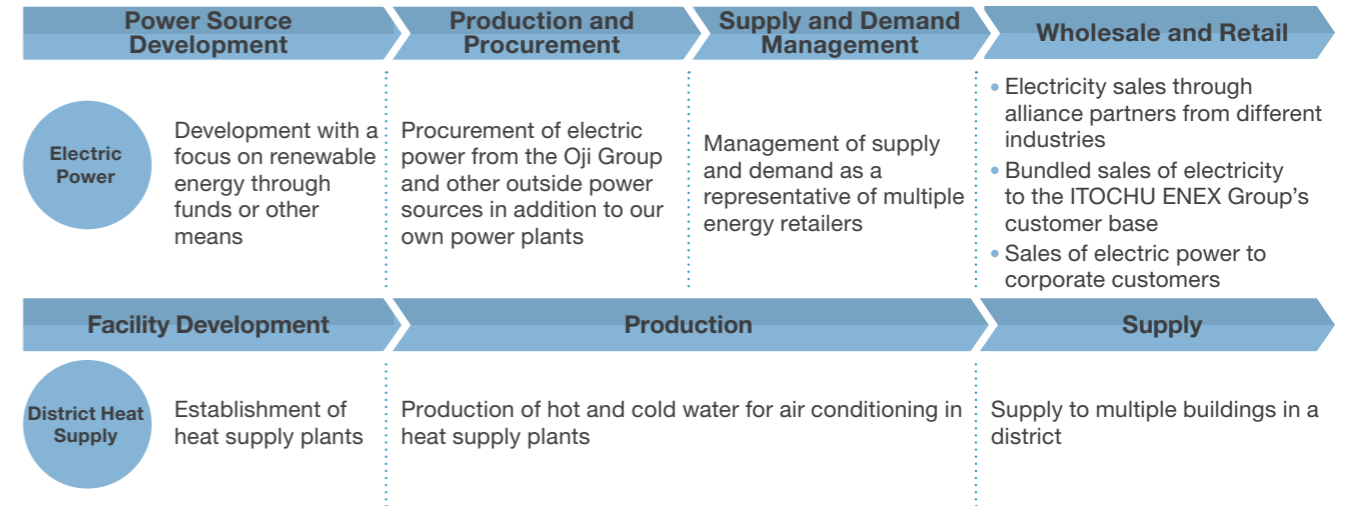 Power Source
Development
Production and
Procurement
Supply and Demand
Management
Wholesale and Retail
Electric
Power
Development with a
focus on renewable
energy through
funds or other
means
Procurement of electric
power from the Oji Group
and other outside power
sources in addition to our
own power plants
Management of supply
and demand as a
representative of multiple
energy retailers
• Electricity sales through
alliance partners from different
industries
• Bundled sales of electricity
to the ITOCHU ENEX Group’s
customer base
• Sales of electric power to
corporate customers
Facility Development
Production
Supply
District Heat
Supply
Establishment of
heat supply plants
Production of hot and cold water for air conditioning in
heat supply plants
Supply to multiple buildings in a
district